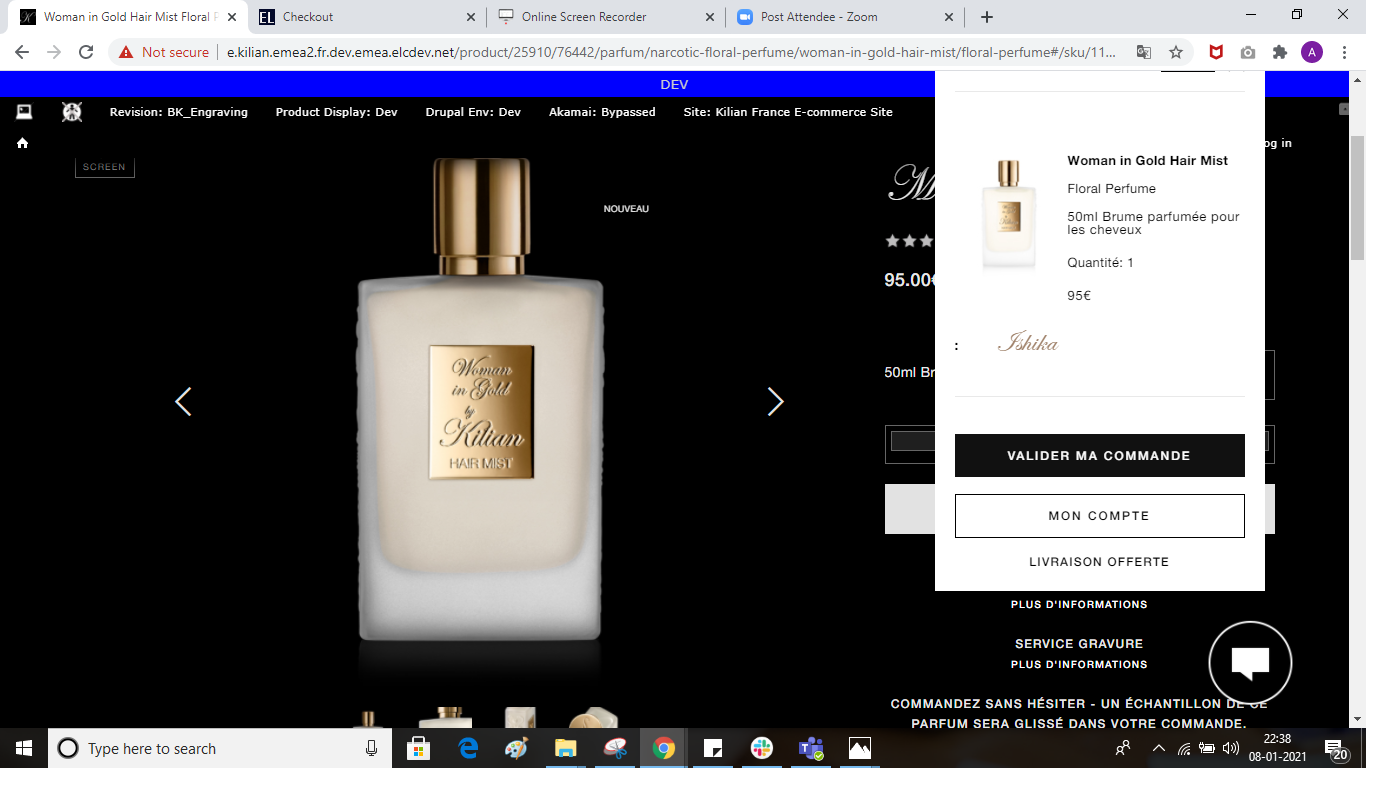 Woman in Gold Hair Mist Floral P
EL Checkout
Online Screen Recorder
Post Attendee - Zoom
Not secure
e.kilian.emea2.fr.dev.emea.elcdev.net/product/25910/76442/parfum/narcotic-floral-perfume/woman-in-gold-hair-mist/floral-perfume#/sku/11...
A
DEV
Revision: BK_Engraving
Product Display: Dev
Drupal Env: Dev
Akamai: Bypassed
Site: Kilian France E-commerce Site
og in
SCREEN
NOUVEAU
Woman
in Gold
by
Kilian
HAIR MIST
95.00€
50ml Br
Woman in Gold Hair Mist
Floral Perfume
50ml Brume parfumée pour
les cheveux
Quantité: 1
95€
: Ishika
VALIDER MA COMMANDE
MON COMPTE
LIVRAISON OFFERTE
PLUS D'INFORMATIONS
SERVICE GRAVURE
PLUS D'INFORMATIONS
COMMANDEZ SANS HÉSITER - UN ÉCHANTILLON DE CE
PARFUM SERA GLISSÉ DANS VOTRE COMMANDE.
Type here to search
22:38
08-01-2021
20